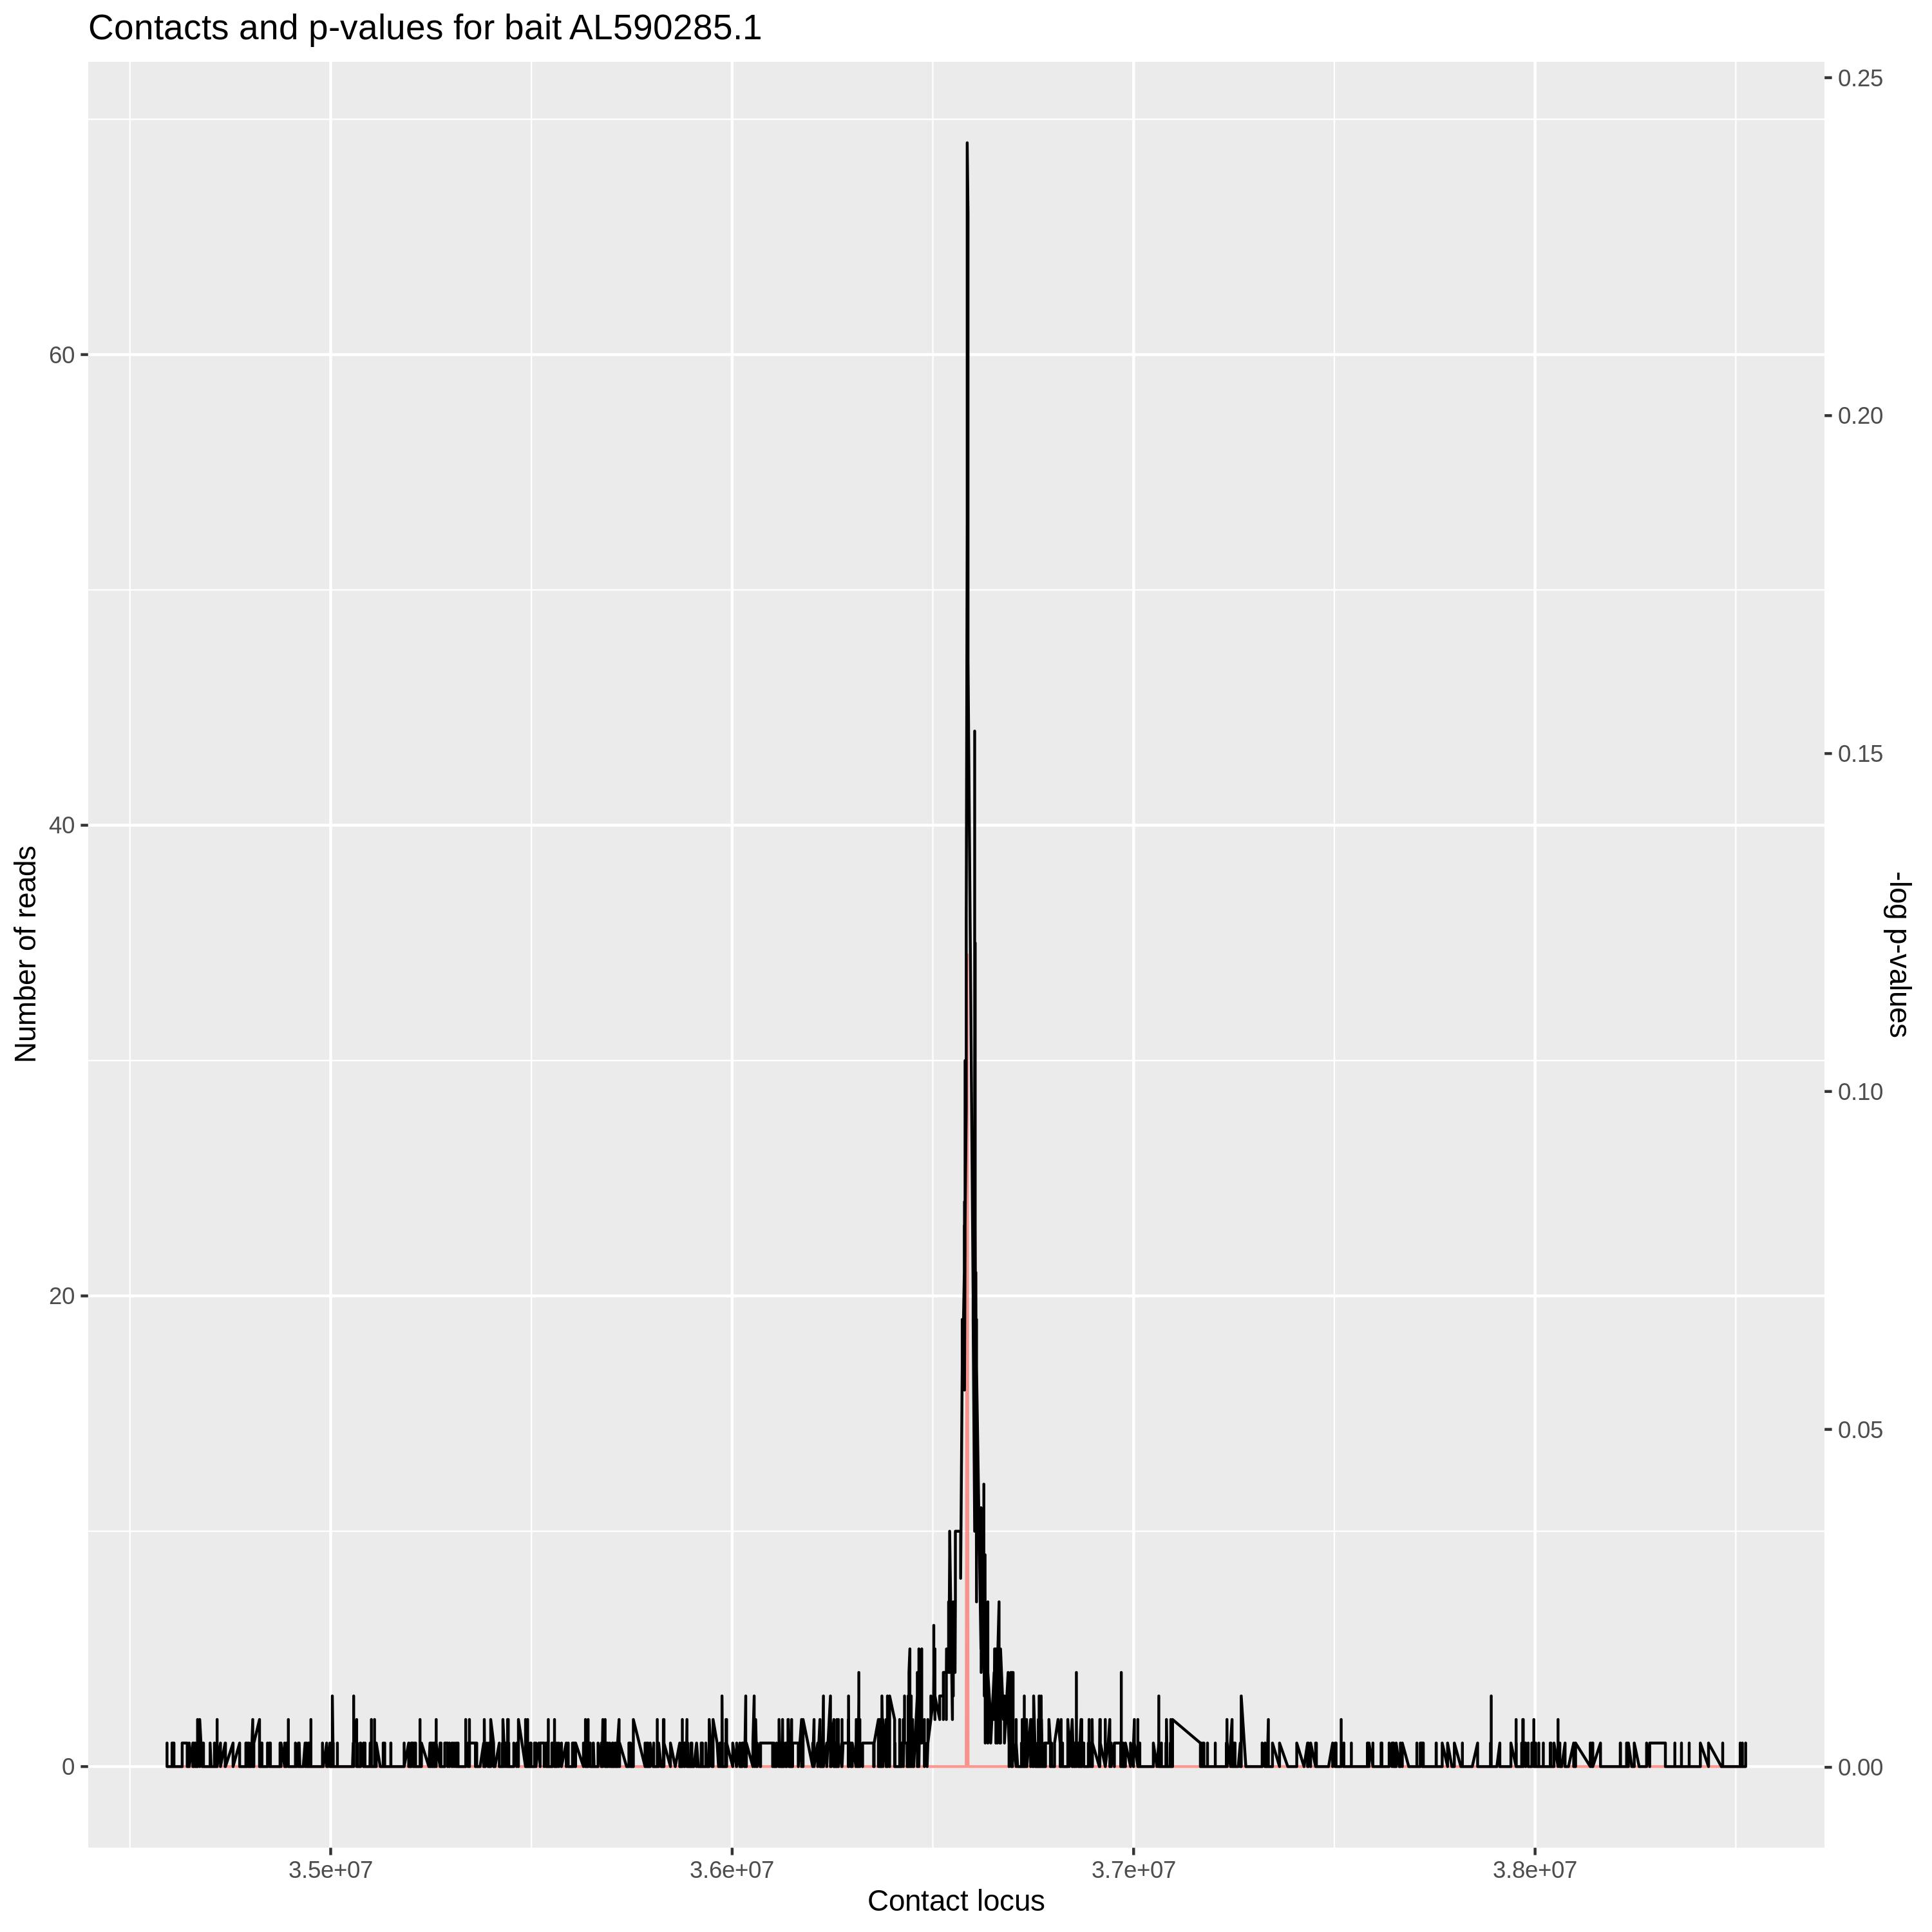 Contacts and p-values for bait AL590285.1
Number of reads
60
40
20
0
0.25
0.20
0.15
0.10
0.05
0.00
-log p-values
3.5e+07 3.6e+07 3.7e+07 3.8e+07
Contact locus